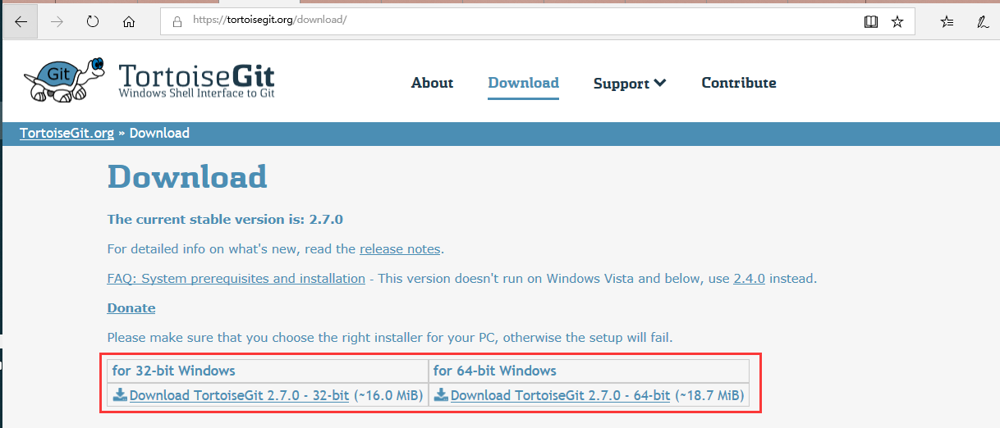 https://tortoisegit.org/download/
Git
TortoiseGit
Windows Shell Interface to Git
About Download Support Contribute
TortoiseGit.org » Download
Download
The current stable version is: 2.7.0
For detailed info on what's new, read the release notes.
FAQ: System prerequisites and installation - This version doesn't run on Windows Vista and below, use 2.4.0 instead.
Donate
Please make sure that you choose the right installer for your PC, otherwise the setup will fail.
for 32-bit Windows for 64-bit Windows
Download TortoiseGit 2.7.0 - 32-bit (~16.0 MiB) Download TortoiseGit 2.7.0 - 64-bit (~18.7 MiB)